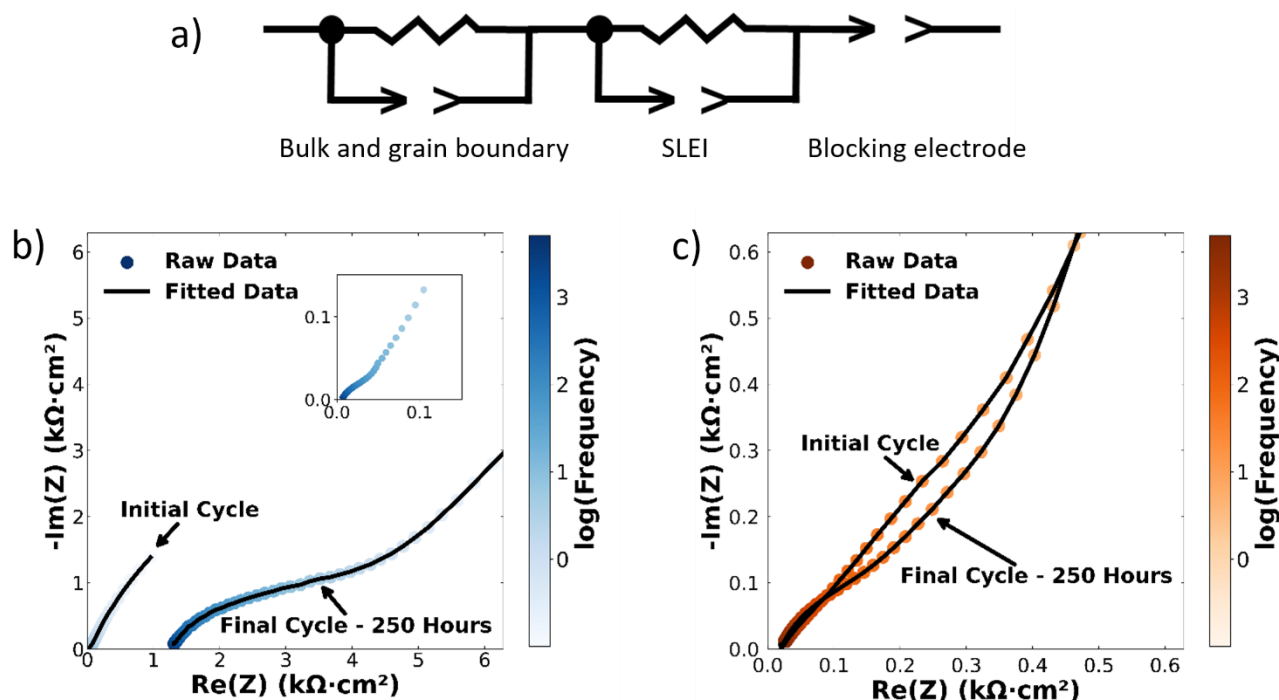 a)
Bulk and grain boundary
SLEI
Blocking electrode
b)
6
5
4
3
2
1
0
0
1
2
3
4
5
6
-Im(Z) (kΩ·cm²)
Re(Z) (kΩ·cm²)
Raw Data
Fitted Data
0.1
0.0
0.0
0.1
Initial Cycle
Final Cycle - 250 Hours
3
2
1
0
log(Frequency)
c)
0.6
0.5
0.4
0.3
0.2
0.1
0.0
0.0
0.1
0.2
0.3
0.4
0.5
0.6
-Im(Z) (kΩ·cm²)
Re(Z) (kΩ·cm²)
Raw Data
Fitted Data
Initial Cycle
Final Cycle - 250 Hours
3
2
1
0
log(Frequency)